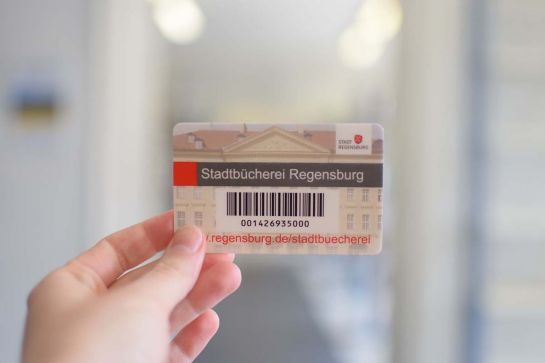 STADT
REGENSBURG
Stadtbücherei Regensburg
001426935000
.regensburg.de/stadtbuecherei